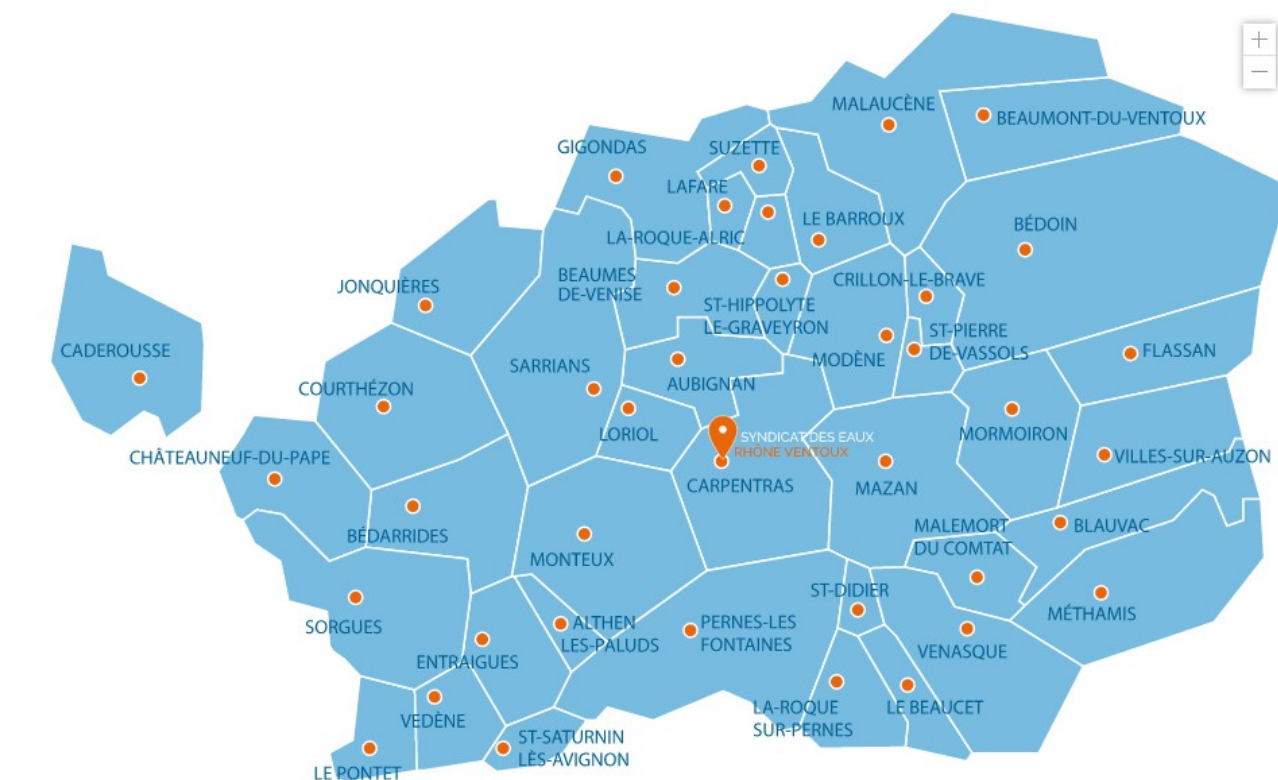 +
−
MALAUCÈNE
BEAUMONT-DU-VENTOUX
GIGONDAS
SUZETTE
LAFARE
LE BARROUX
BÉDOIN
LA-ROQUE-ALRIC
JONQUIÈRES
BEAUMES
DE-VENISE
CRILLON-LE-BRAVE
ST-HIPPOLYTE
LE-GRAVEYRON
ST-PIERRE
DE-VASSOLS
CADEROUSSE
FLASSAN
MODÈNE
SARRIANS
AUBIGNAN
COURTHÉZON
LORIOL
MORMOIRON
SYNDICAT DES EAUX
RHÔNE VENTOUX
CHÂTEAUNEUF-DU-PAPE
VILLES-SUR-AUZON
CARPENTRAS
MAZAN
BÉDARRIDES
MALEMORT
DU COMTAT
BLAUVAC
MONTEUX
ST-DIDIER
MÉTHAMIS
SORGUES
ALTHEN
LES-PALUDS
PERNES-LES
FONTAINES
ENTRAIGUES
VENASQUE
LA-ROQUE
SUR-PERNES
LE BEAUCET
VEDÈNE
ST-SATURNIN
LÈS-AVIGNON
LE PONTET